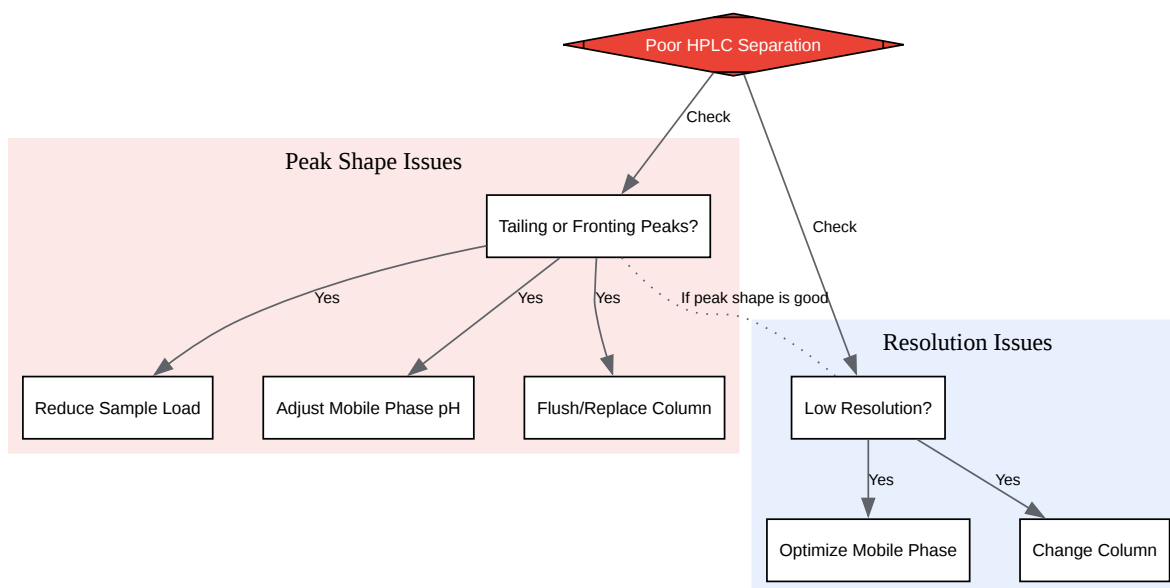 Poor HPLC Separation
Check
Peak Shape Issues
Tailing or Fronting Peaks?
Check
Yes
Yes
Yes
If peak shape is good
Resolution Issues
Reduce Sample Load
Adjust Mobile Phase pH
Flush/Replace Column
Low Resolution?
Yes
Yes
Optimize Mobile Phase
Change Column